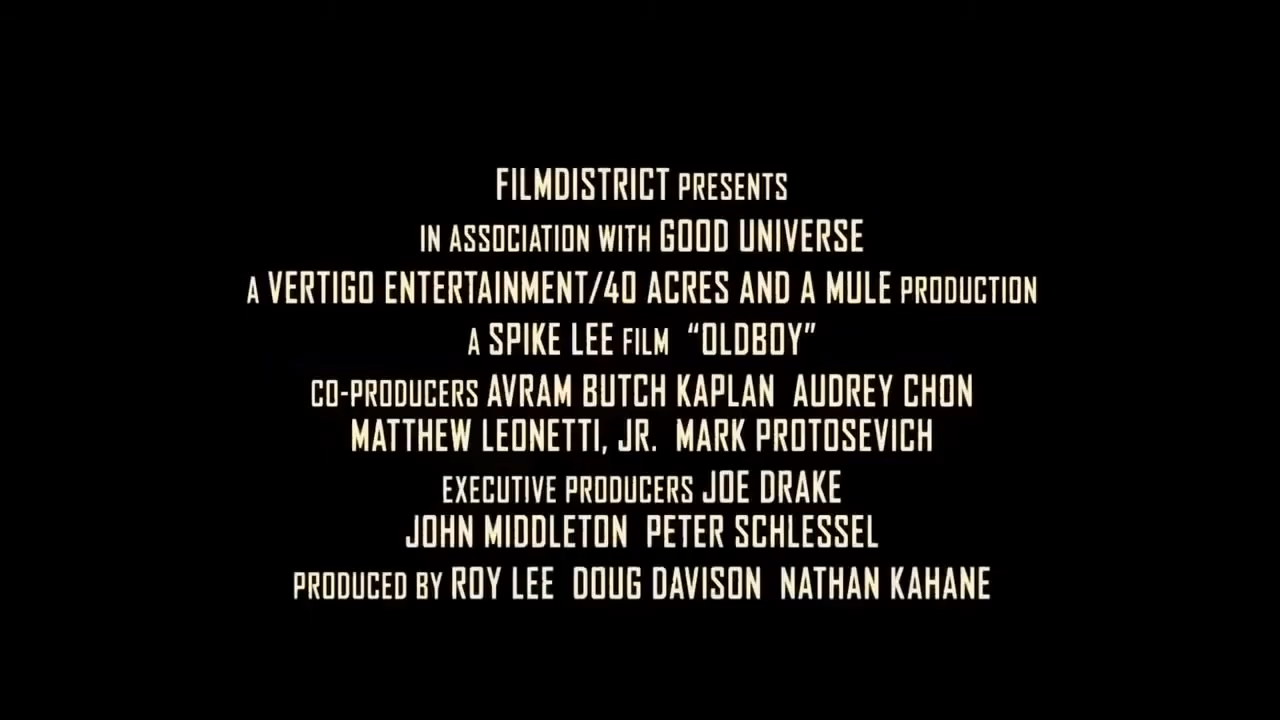 FILMDISTRICT PRESENTS
IN ASSOCIATION WITH GOOD UNIVERSE
A VERTIGO ENTERTAINMENT/40 ACRES AND A MULE PRODUCTION
A SPIKE LEE FILM “OLDBOY”
CO-PRODUCERS AVRAM BUTCH KAPLAN AUDREY CHON
MATTHEW LEONETTI, JR. MARK PROTOSEVICH
EXECUTIVE PRODUCERS JOE DRAKE
JOHN MIDDLETON PETER SCHLESSEL
PRODUCED BY ROY LEE DOUG DAVISON NATHAN KAHANE